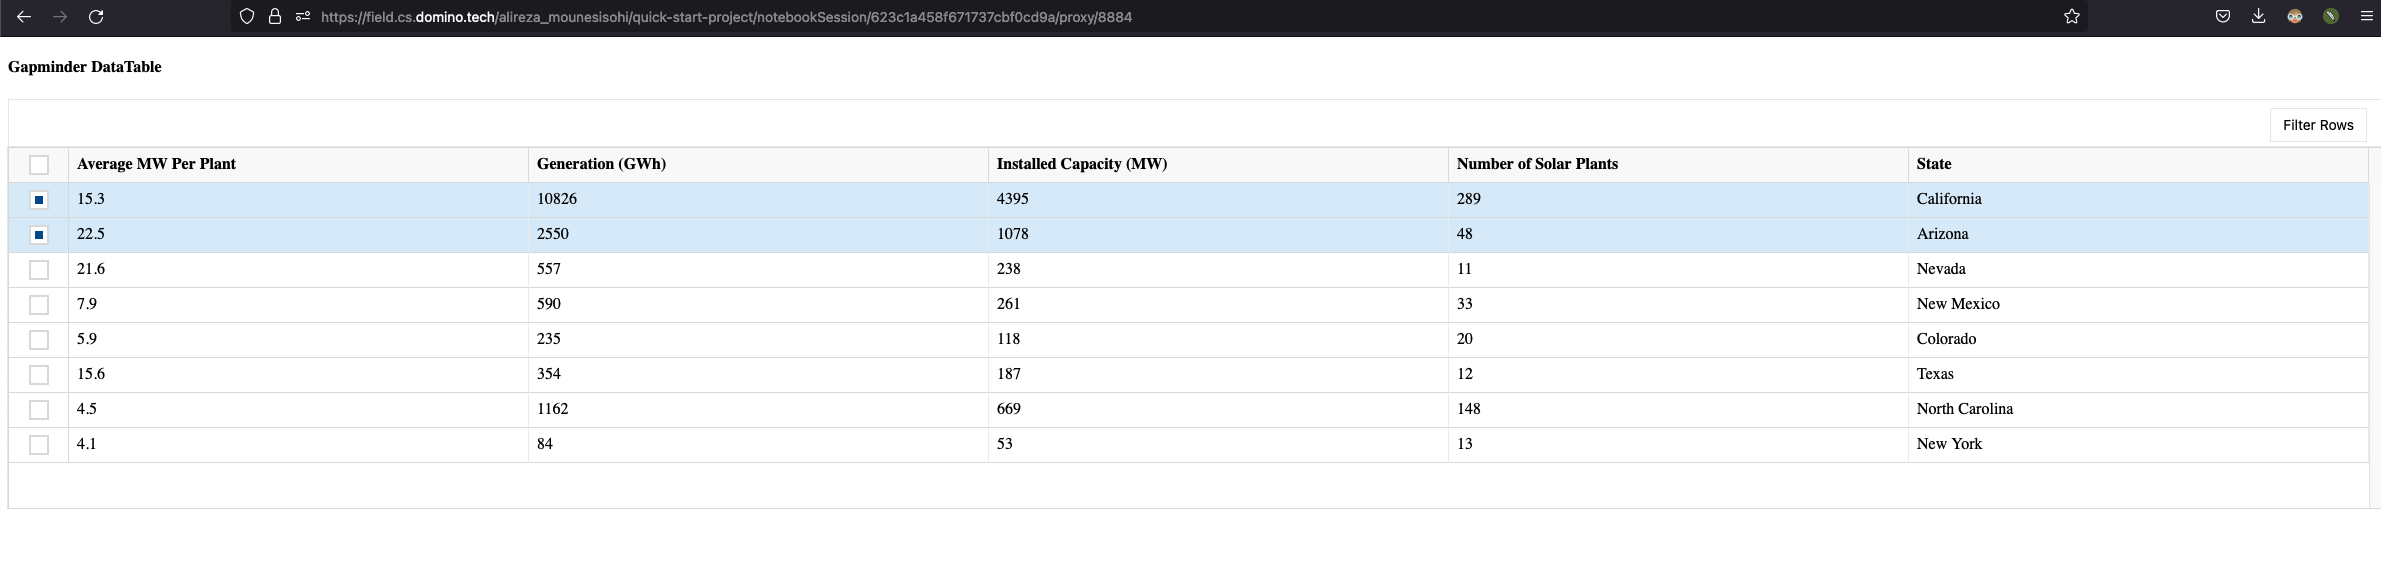 https://field.cs.domino.tech/alireza_mounesisohi/quick-start-project/notebookSession/623c1a458f671737cbf0cd9a/proxy/8884
Gapminder DataTable
Filter Rows
Average MW Per Plant Generation (GWh) Installed Capacity (MW) Number of Solar Plants State
15.3 10826 4395 289 California
22.5 2550 1078 48 Arizona
21.6 557 238 11 Nevada
7.9 590 261 33 New Mexico
5.9 235 118 20 Colorado
15.6 354 187 12 Texas
4.5 1162 669 148 North Carolina
4.1 84 53 13 New York